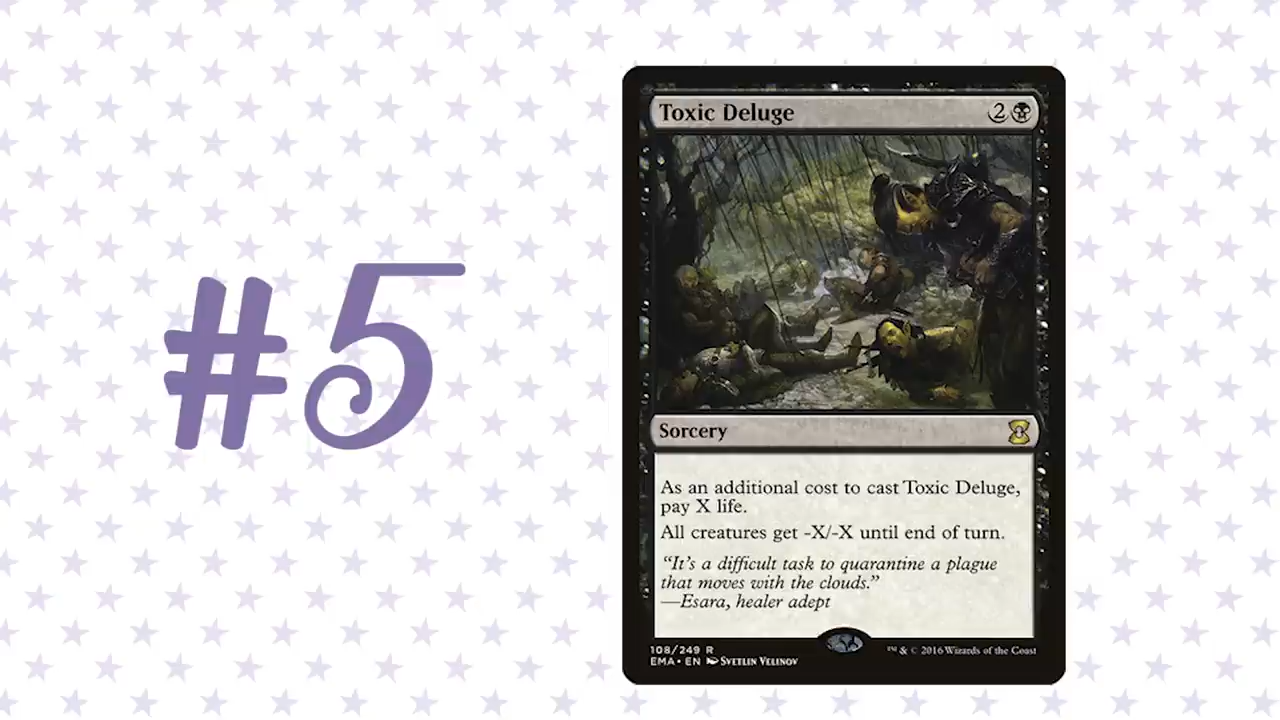 #5
Toxic Deluge 2
Sorcery
As an additional cost to cast Toxic Deluge,
pay X life.
All creatures get -X/-X until end of turn.
“It’s a difficult task to quarantine a plague
that moves with the clouds.”
—Esara, healer adept
108/249 R
™ & © 2016 Wizards of the Coast
EMA • EN Svetlin Velinov